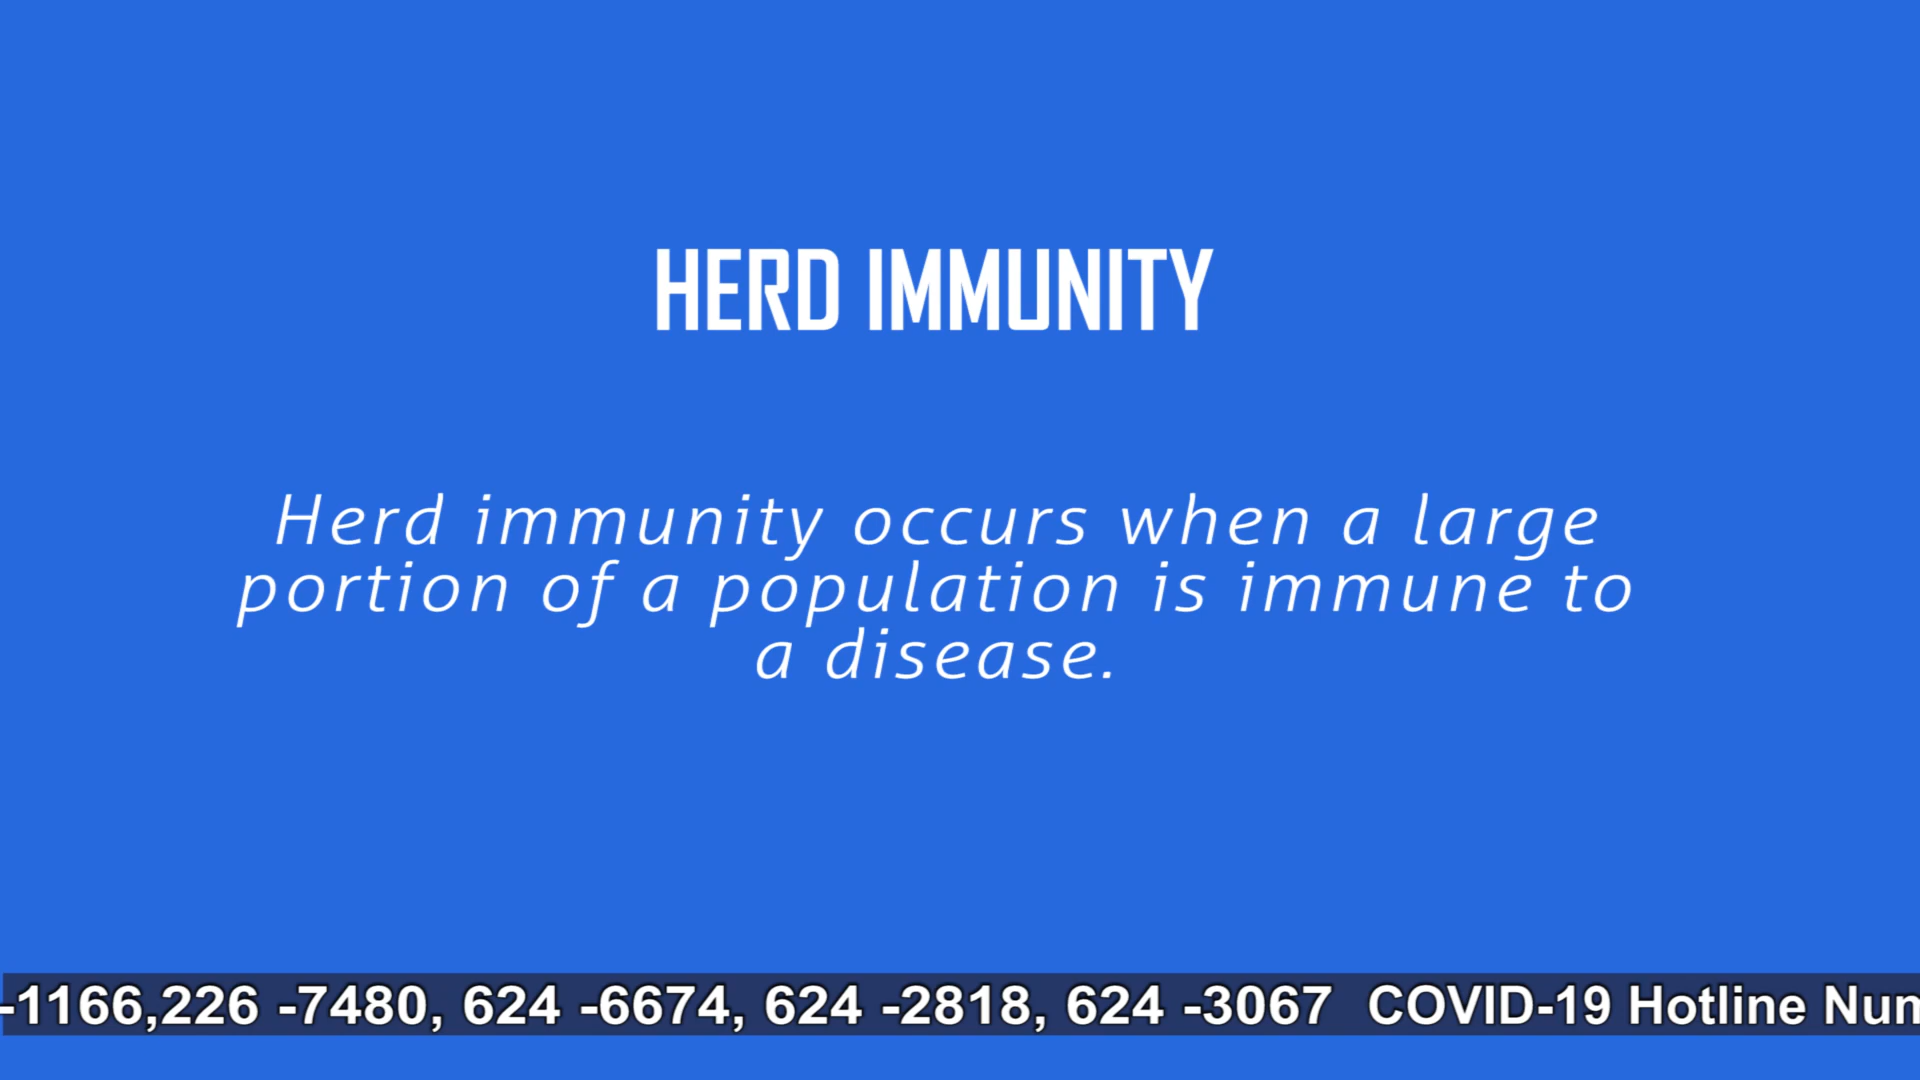 HERD IMMUNITY
Herd immunity occurs when a large
portion of a population is immune to
a disease.
-1166,226 -7480, 624 -6674, 624 -2818, 624 -3067 COVID-19 Hotline